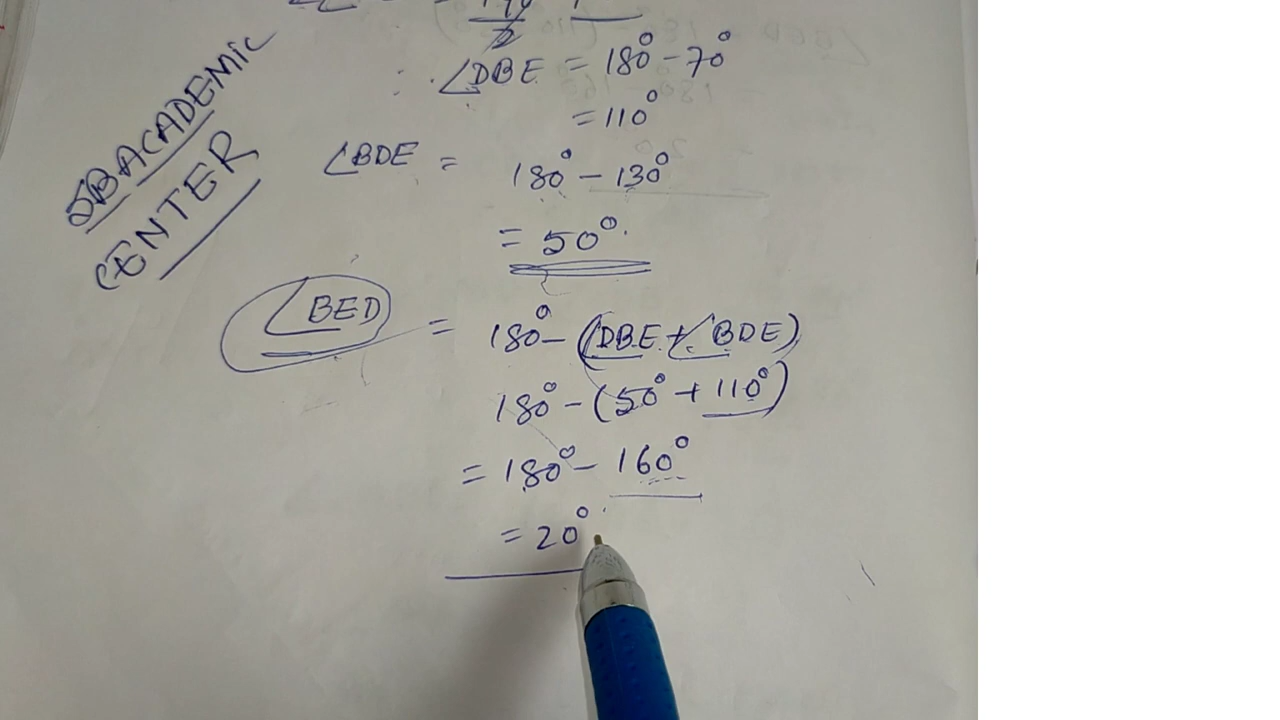 ∴ ∠DBE = 180° - 70°
= 110°
∠BDE = 180° - 130°
= 50°.
∠BED = 180° - (∠DBE + ∠BDE)
180° - (50° + 110°)
= 180° - 160°
= 20°
JBACADEMIC
CENTER